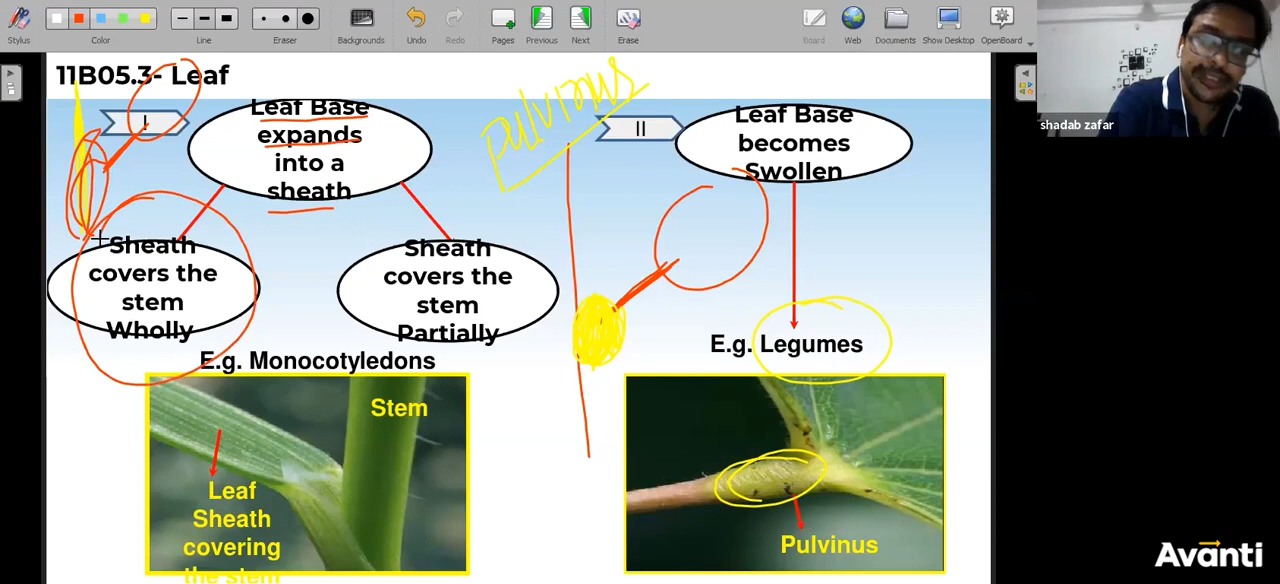 Stylus
Color
Line
Eraser
Backgrounds
Undo
Redo
Pages
Previous
Next
Erase
Board
Web
Documents
Show Desktop
OpenBoard
shadab zafar
11B05.3- Leaf
I
Leaf Base
expands
into a
sheath
Sheath
covers the
stem
Wholly
Sheath
covers the
stem
Partially
E.g. Monocotyledons
Stem
Leaf
Sheath
covering
the stem
pulvinus
II
Leaf Base
becomes
Swollen
E.g. Legumes
Pulvinus
Avanti